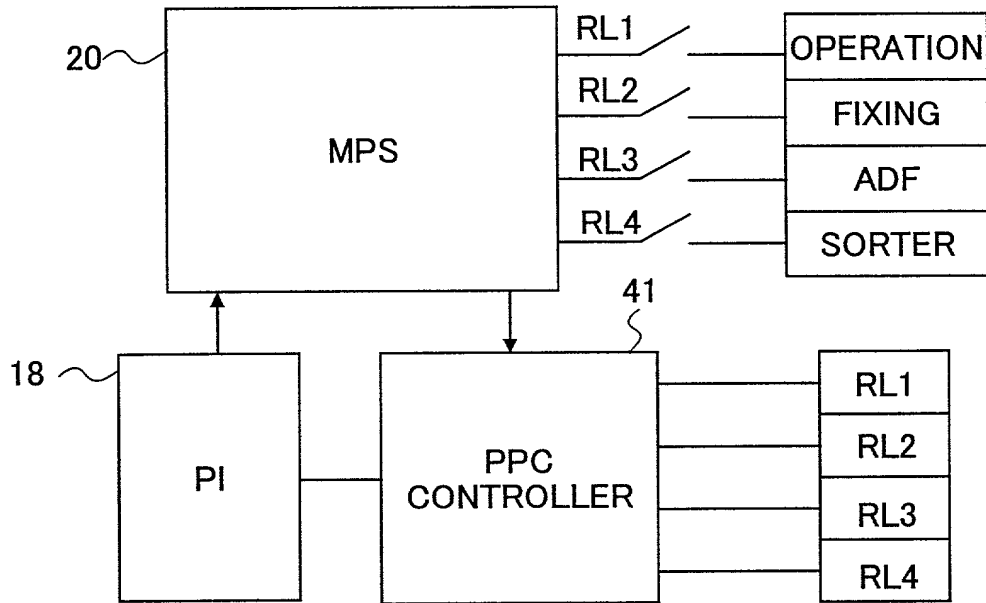 20
MPS
RL1
OPERATION
RL2
FIXING
RL3
ADF
RL4
SORTER
18
PI
41
PPC
CONTROLLER
RL1
RL2
RL3
RL4